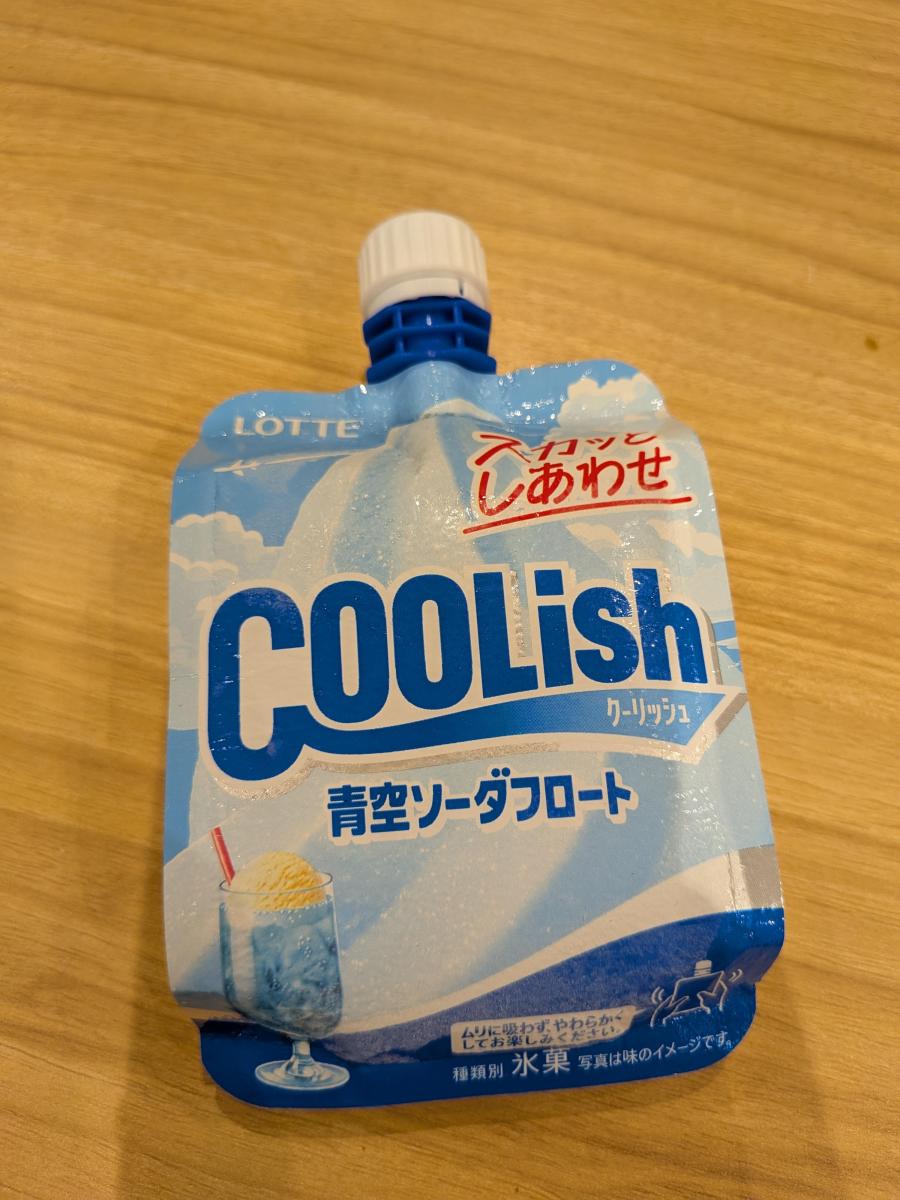 LOTTE
スカッと
しあわせ
COOLish
クーリッシュ
青空ソーダフロート
ムリに吸わず、やわらかく
してお楽しみください。
種類別 氷菓 写真は味のイメージです。